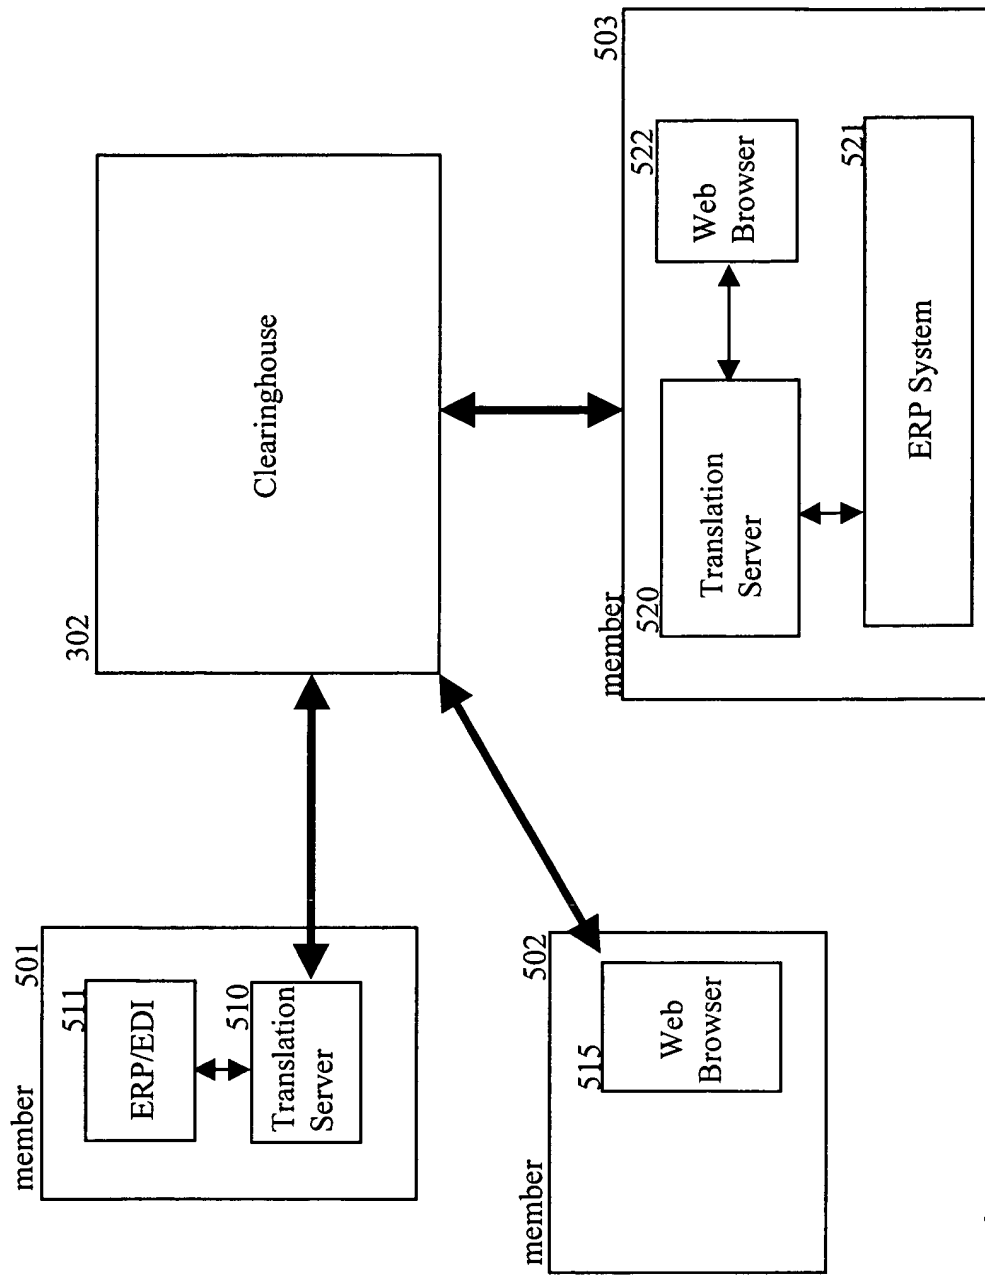 member
501
511
ERP/EDI
510
Translation
Server
302
Clearinghouse
member
502
515
Web
Browser
member
503
520
Translation
Server
522
Web
Browser
521
ERP System